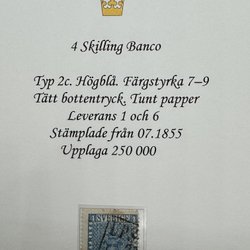 4 Skilling Banco
Typ 2c. Högblå. Färgstyrka 7–9
Tätt bottentryck. Tunt papper
Leverans 1 och 6
Stämplade från 07.1855
Upplaga 250 000